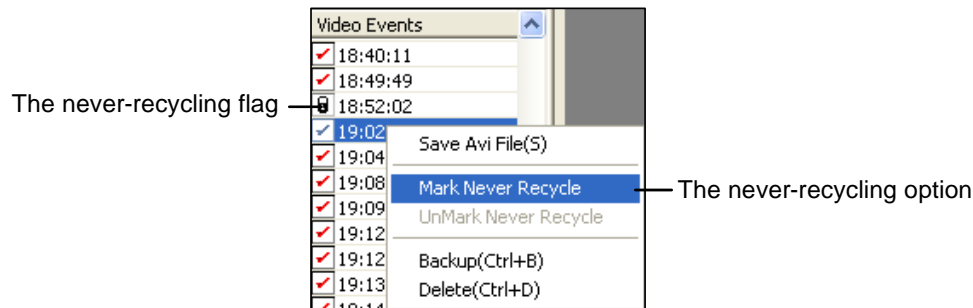 Video Events
18:40:11
18:49:49
The never-recycling flag
18:52:02
19:02
Save Avi File(S)
19:04
19:08
Mark Never Recycle
The never-recycling option
19:09
UnMark Never Recycle
19:12
19:12
Backup(Ctrl+B)
19:13
Delete(Ctrl+D)